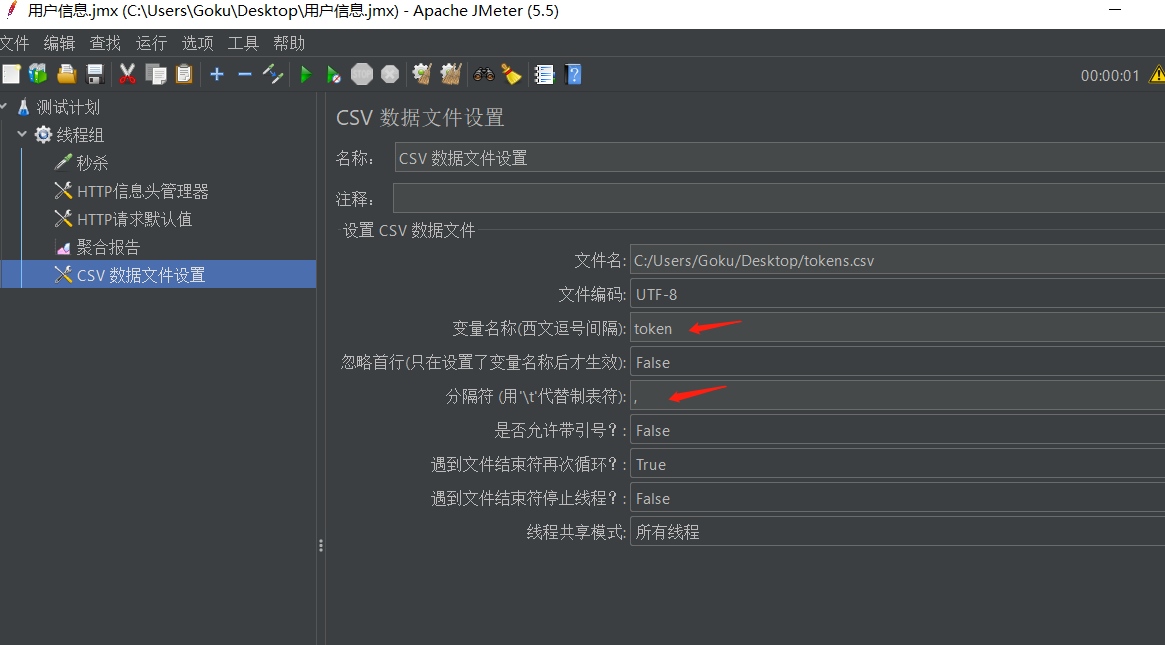 用户信息.jmx (C:\Users\Goku\Desktop\用户信息.jmx) - Apache JMeter (5.5)
文件 编辑 查找 运行 选项 工具 帮助
STOP 00:00:01
测试计划
线程组
秒杀
HTTP信息头管理器
HTTP请求默认值
聚合报告
CSV 数据文件设置
CSV 数据文件设置
名称： CSV 数据文件设置
注释：
设置 CSV 数据文件
文件名: C:/Users/Goku/Desktop/tokens.csv
文件编码: UTF-8
变量名称(西文逗号间隔): token
忽略首行(只在设置了变量名称后才生效): False
分隔符 (用'\t'代替制表符): ,
是否允许带引号？: False
遇到文件结束符再次循环？: True
遇到文件结束符停止线程？: False
线程共享模式: 所有线程